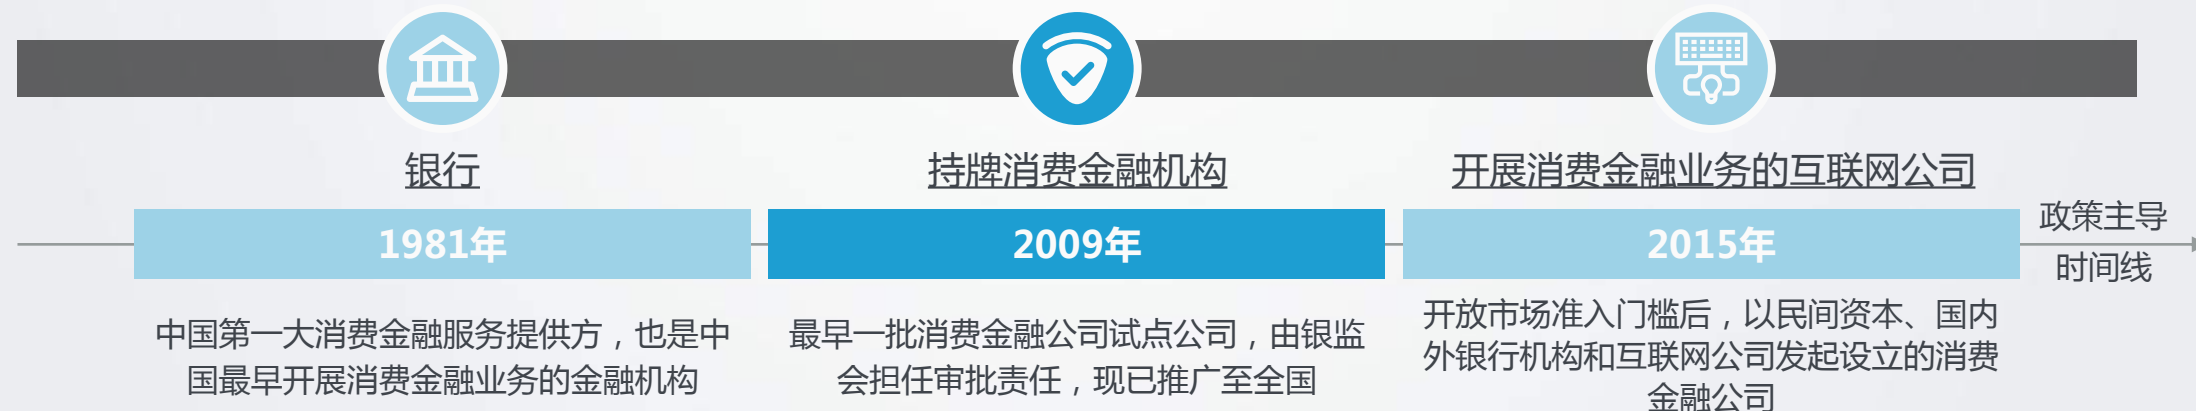 银行
持牌消费金融机构
开展消费金融业务的互联网公司
1981年
2009年
2015年
政策主导
时间线
中国第一大消费金融服务提供方，也是中
国最早开展消费金融业务的金融机构
最早一批消费金融公司试点公司，由银监
会担任审批责任，现已推广至全国
开放市场准入门槛后，以民间资本、国内
外银行机构和互联网公司发起设立的消费
金融公司